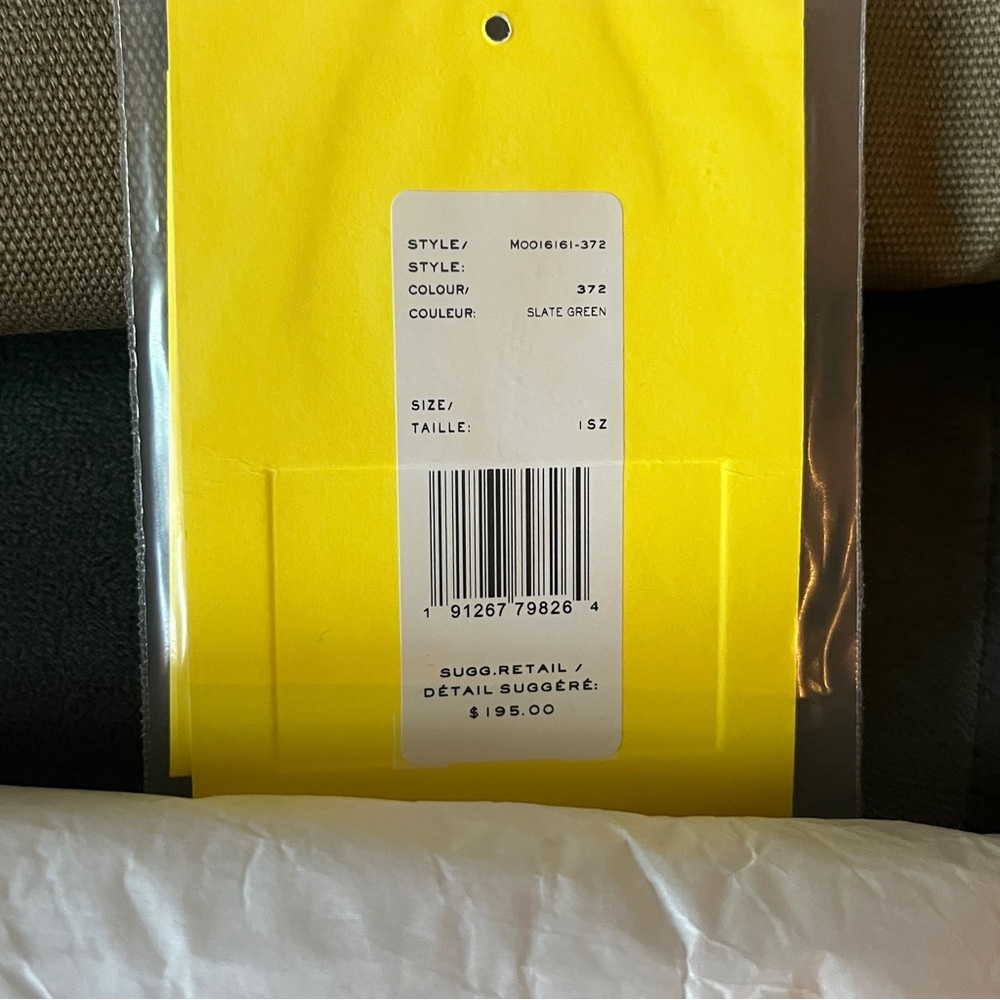 STYLE/ M0016161-372
STYLE:
COLOUR/ 372
COULEUR: SLATE GREEN
SIZE/
TAILLE: 1SZ
1 91267 79826 4
SUGG.RETAIL /
DÉTAIL SUGGÉRÉ:
$195.00